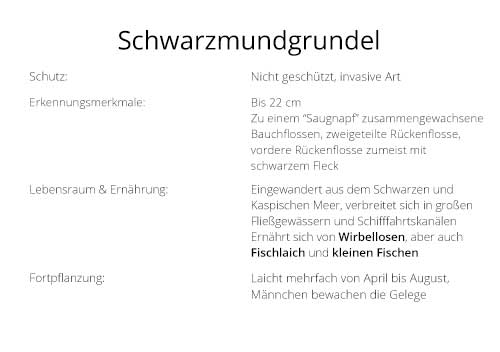 Schwarzmundgrundel
Schutz:
Nicht geschützt, invasive Art
Erkennungsmerkmale:
Bis 22 cm
Zu einem “Saugnapf” zusammengewachsene
Bauchflossen, zweigeteilte Rückenflosse,
vordere Rückenflosse zumeist mit
schwarzem Fleck
Lebensraum & Ernährung:
Eingewandert aus dem Schwarzen und
Kaspischen Meer, verbreitet sich in großen
Fließgewässern und Schifffahrtskanälen
Ernährt sich von Wirbellosen, aber auch
Fischlaich und kleinen Fischen
Fortpflanzung:
Laicht mehrfach von April bis August,
Männchen bewachen die Gelege